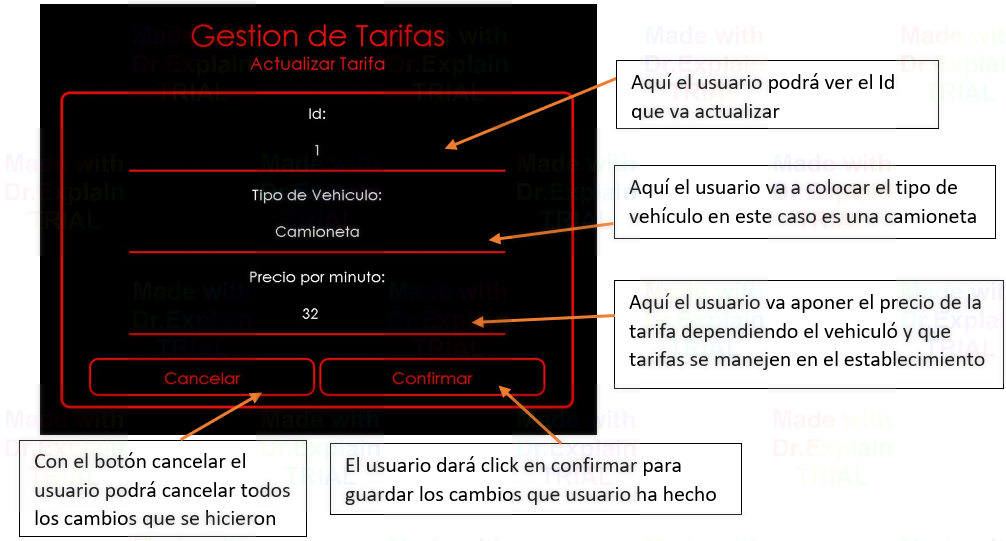 Gestion de Tarifas
Actualizar Tarifa
Id:
1
Tipo de Vehiculo:
Camioneta
Precio por minuto:
32
Cancelar
Confirmar
Aquí el usuario podrá ver el Id
que va actualizar
Aquí el usuario va a colocar el tipo de
vehículo en este caso es una camioneta
Aquí el usuario va aponer el precio de la
tarifa dependiendo el vehiculó y que
tarifas se manejen en el establecimiento
Con el botón cancelar el
usuario podrá cancelar todos
los cambios que se hicieron
El usuario dará click en confirmar para
guardar los cambios que usuario ha hecho
Made with
Dr.Explain
TRIAL